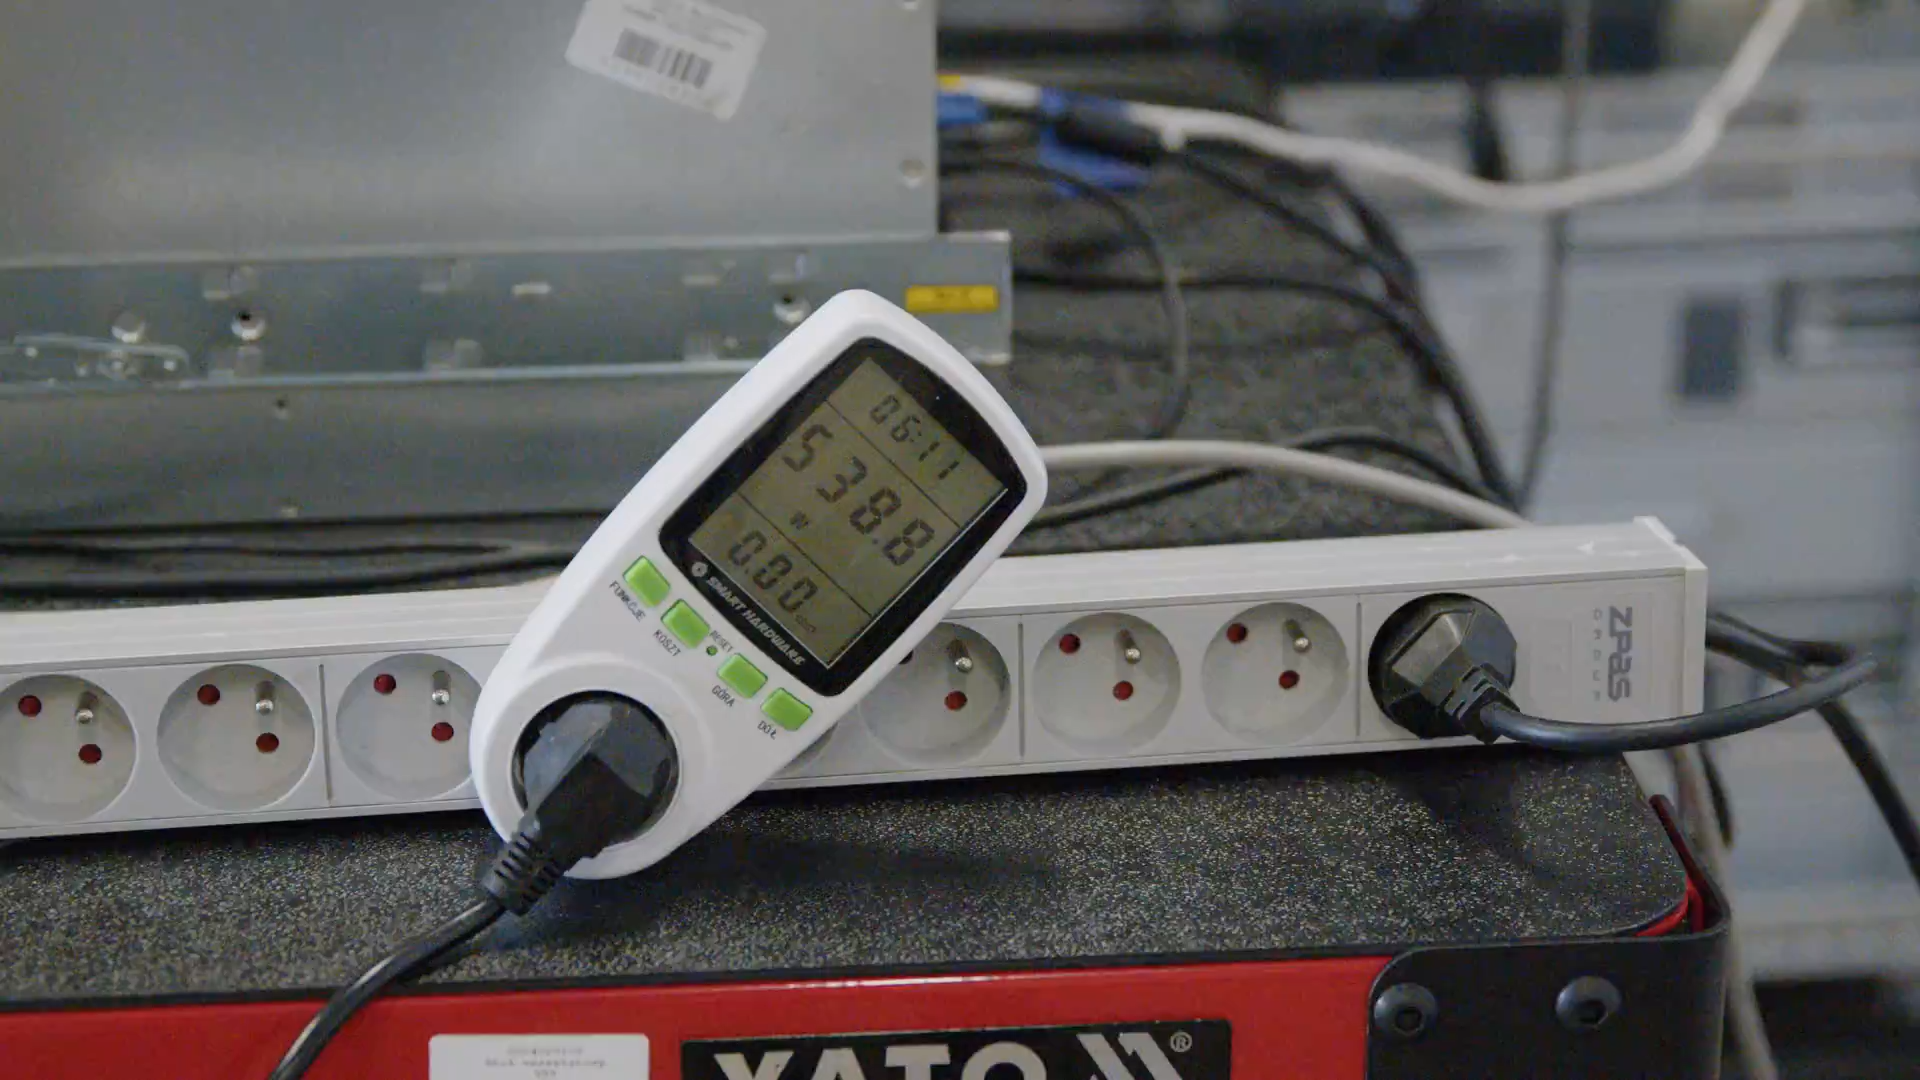 06:11
538.8
W
0.00
SMART HARDWARE
FUNKCJE
KOSZT
RESET
GÓRA
DÓŁ
ZPAS
GROUP
YATO ®